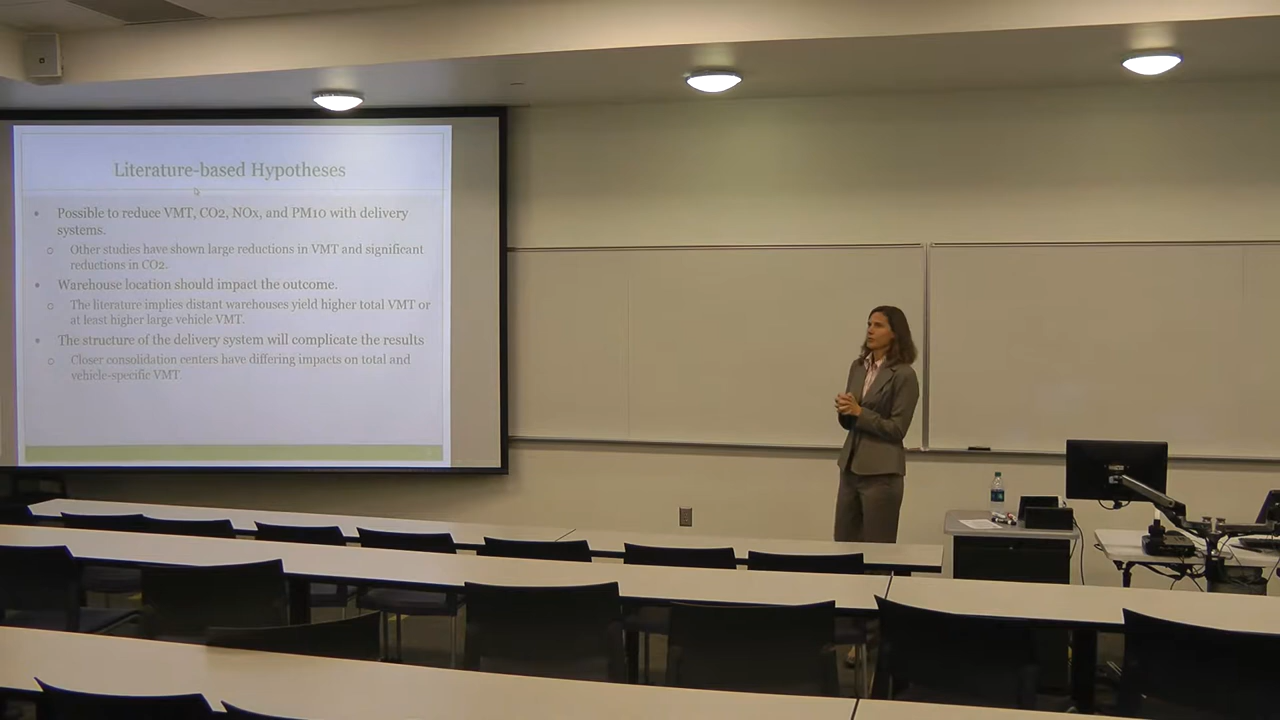 Literature-based Hypotheses
Possible to reduce VMT, CO2, NOx, and PM10 with delivery
systems.
Other studies have shown large reductions in VMT and significant
reductions in CO2.
Warehouse location should impact the outcome.
The literature implies distant warehouses yield higher total VMT or
at least higher large vehicle VMT.
The structure of the delivery system will complicate the results
Closer consolidation centers have differing impacts on total and
vehicle-specific VMT.